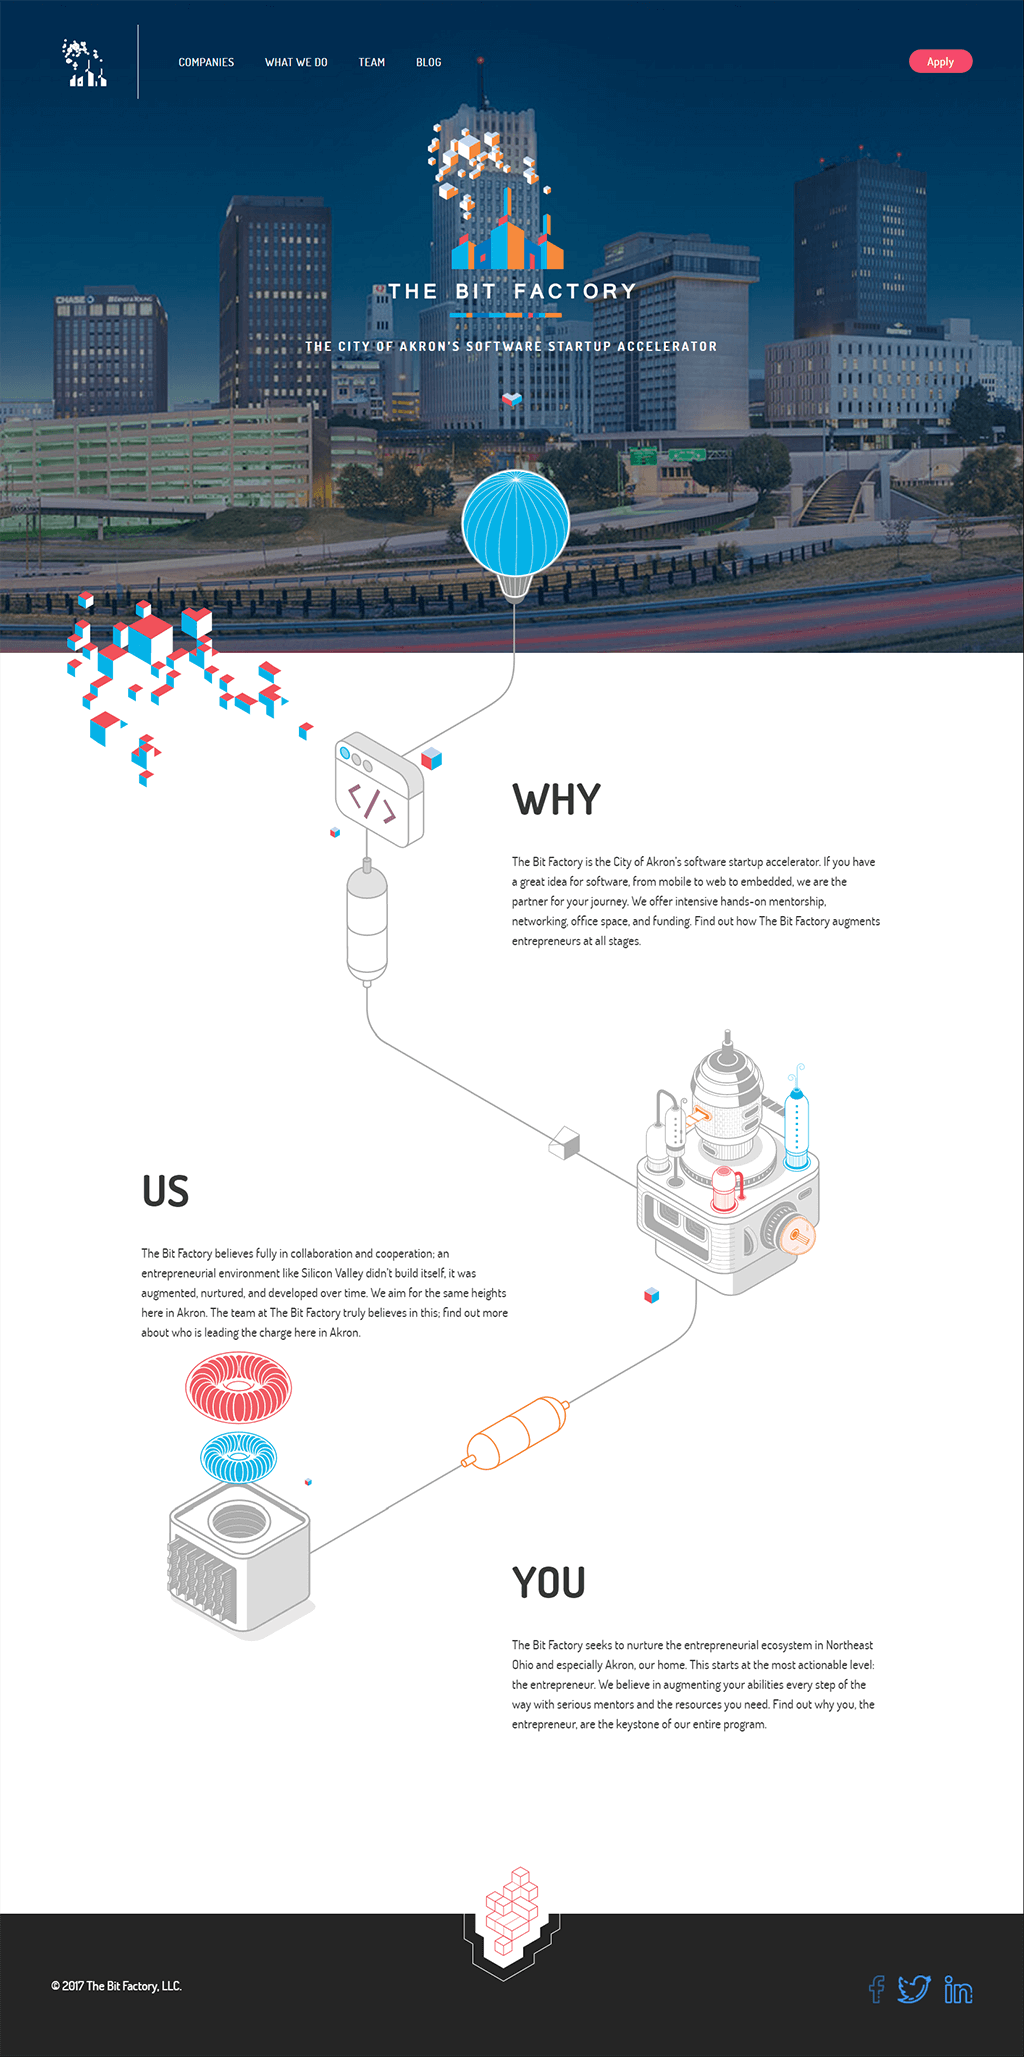 COMPANIES WHAT WE DO TEAM BLOG Apply
CHASE ERNST & YOUNG
THE BIT FACTORY
THE CITY OF AKRON'S SOFTWARE STARTUP ACCELERATOR
</>
WHY
The Bit Factory is the City of Akron's software startup accelerator. If you have
a great idea for software, from mobile to web to embedded, we are the
partner for your journey. We offer intensive hands-on mentorship,
networking, office space, and funding. Find out how The Bit Factory augments
entrepreneurs at all stages.
US
The Bit Factory believes fully in collaboration and cooperation; an
entrepreneurial environment like Silicon Valley didn't build itself, it was
augmented, nurtured, and developed over time. We aim for the same heights
here in Akron. The team at The Bit Factory truly believes in this; find out more
about who is leading the charge here in Akron.
YOU
The Bit Factory seeks to nurture the entrepreneurial ecosystem in Northeast
Ohio and especially Akron, our home. This starts at the most actionable level:
the entrepreneur. We believe in augmenting your abilities every step of the
way with serious mentors and the resources you need. Find out why you, the
entrepreneur, are the keystone of our entire program.
© 2017 The Bit Factory, LLC.
f in